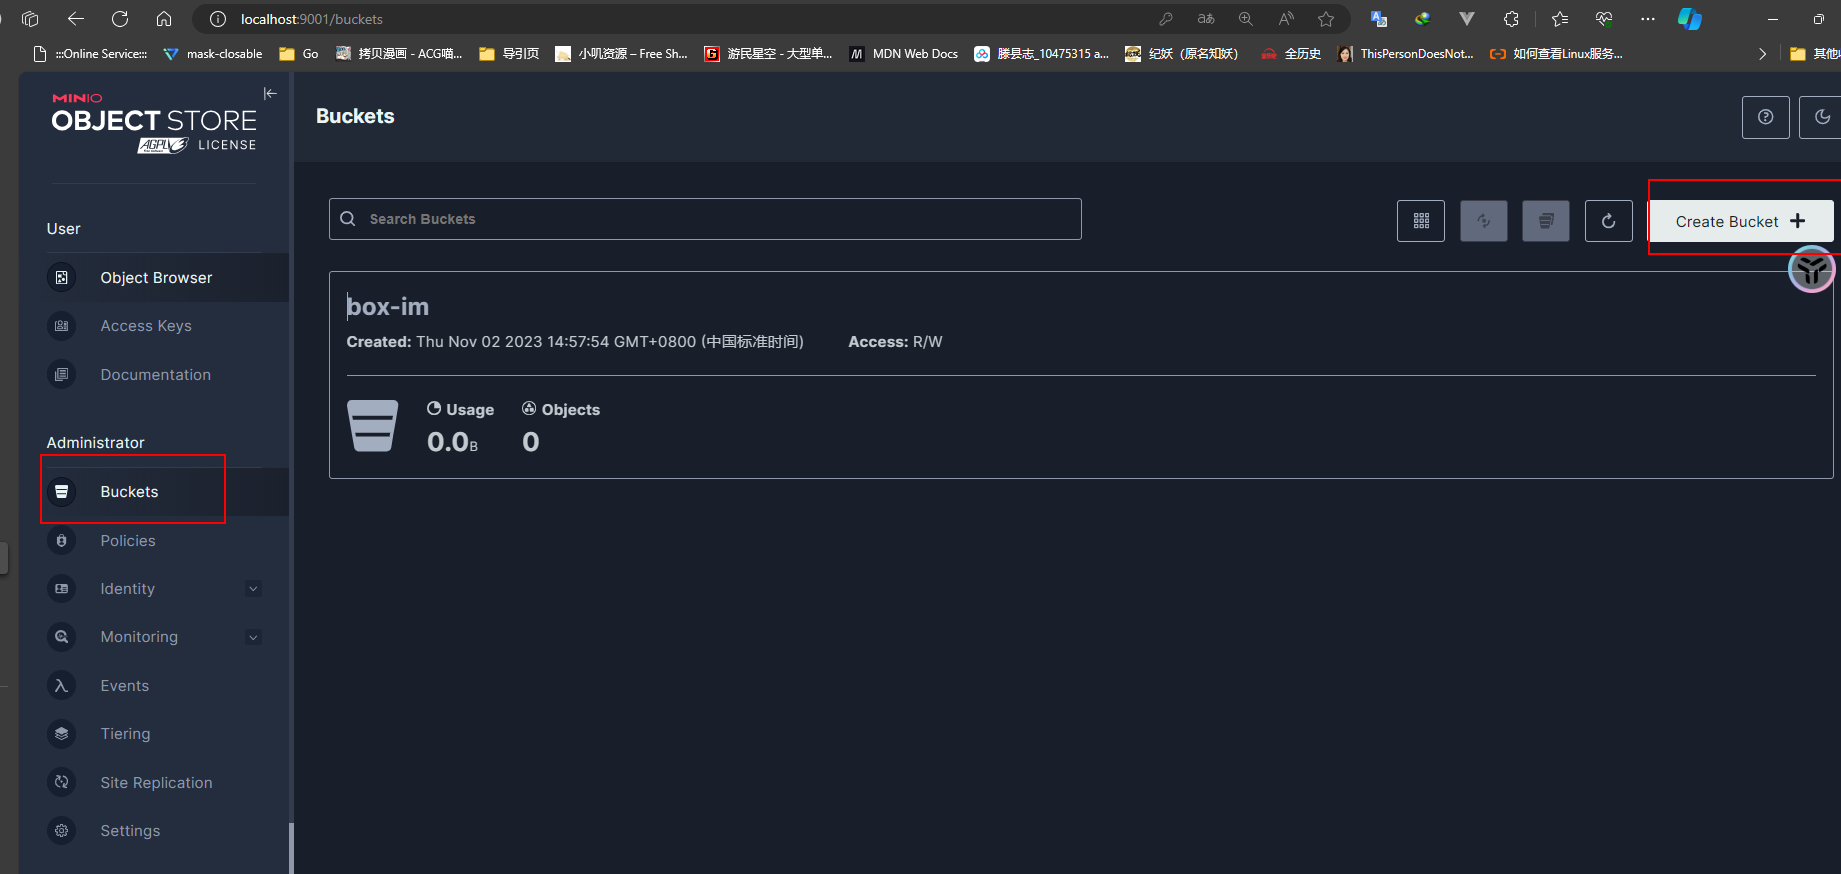 localhost:9001/buckets
:::Online Service:::
mask-closable
Go
拷贝漫画 - ACG喵...
导引页
小叽资源 – Free Sh...
游民星空 - 大型单...
MDN Web Docs
滕县志_10475315 a...
纪妖（原名知妖）
全历史
ThisPersonDoesNot...
如何查看Linux服务...
MINIO
OBJECT STORE
AGPL LICENSE
Buckets
User
Object Browser
Access Keys
Documentation
Administrator
Buckets
Policies
Identity
Monitoring
Events
Tiering
Site Replication
Settings
Search Buckets
Create Bucket
box-im
Created: Thu Nov 02 2023 14:57:54 GMT+0800 (中国标准时间) Access: R/W
Usage Objects
0.0B 0